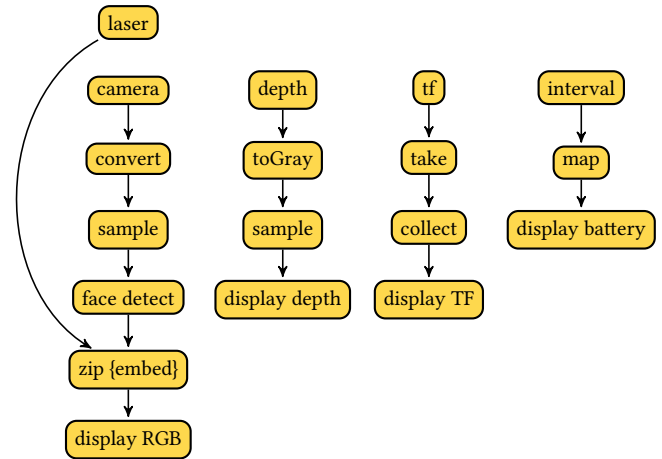 laser
camera
depth
tf
interval
convert
toGray
take
map
sample
sample
collect
display battery
face detect
display depth
display TF
zip {embed}
display RGB